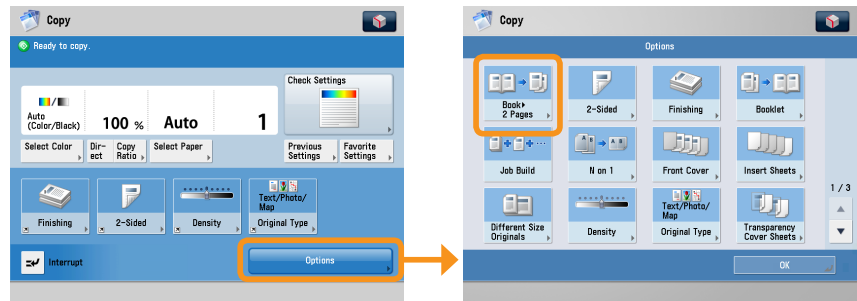 Copy
Ready to copy.
Check Settings
Auto
(Color/Black)
100 %
Auto
1
Select Color
Dir-
ect
Copy
Ratio
Select Paper
Previous
Settings
Favorite
Settings
Finishing
2-Sided
Density
Text/Photo/
Map
Original Type
Interrupt
Options
Copy
Options
Book
2 Pages
2-Sided
Finishing
Booklet
Job Build
N on 1
Front Cover
Insert Sheets
Different Size
Originals
Density
Text/Photo/
Map
Original Type
Transparency
Cover Sheets
1 / 3
OK